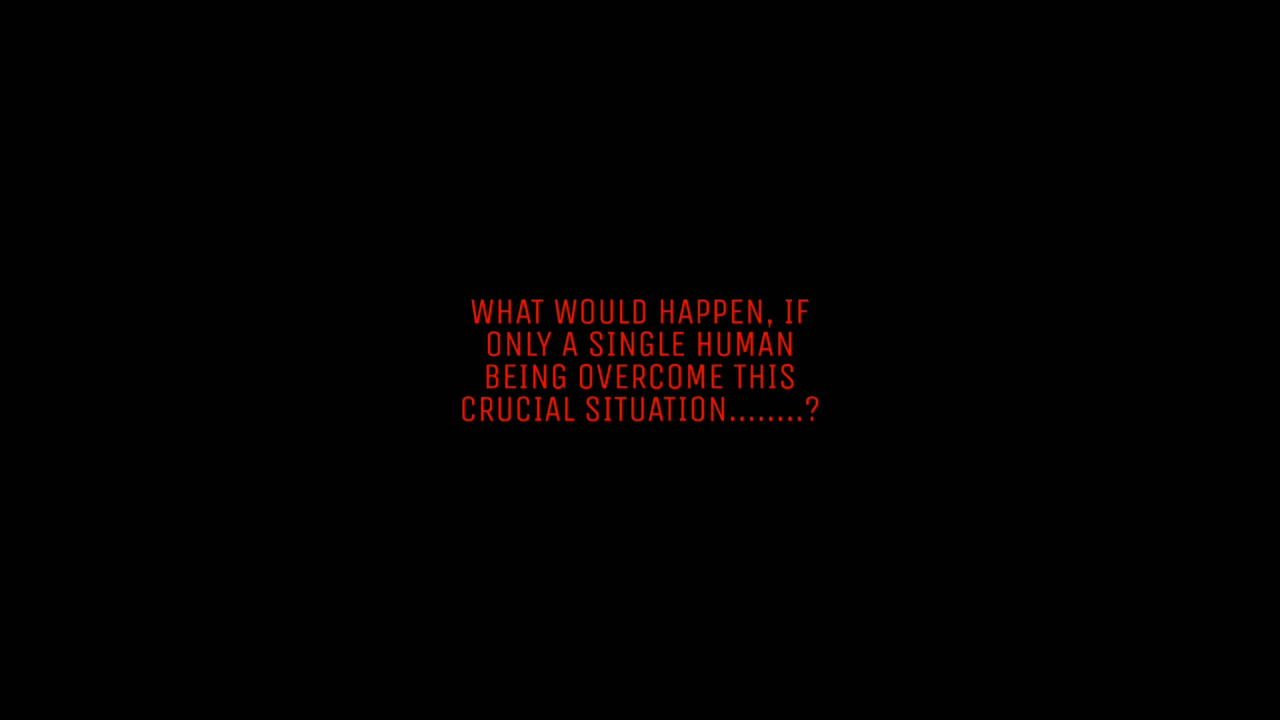 WHAT WOULD HAPPEN, IF
ONLY A SINGLE HUMAN
BEING OVERCOME THIS
CRUCIAL SITUATION........?